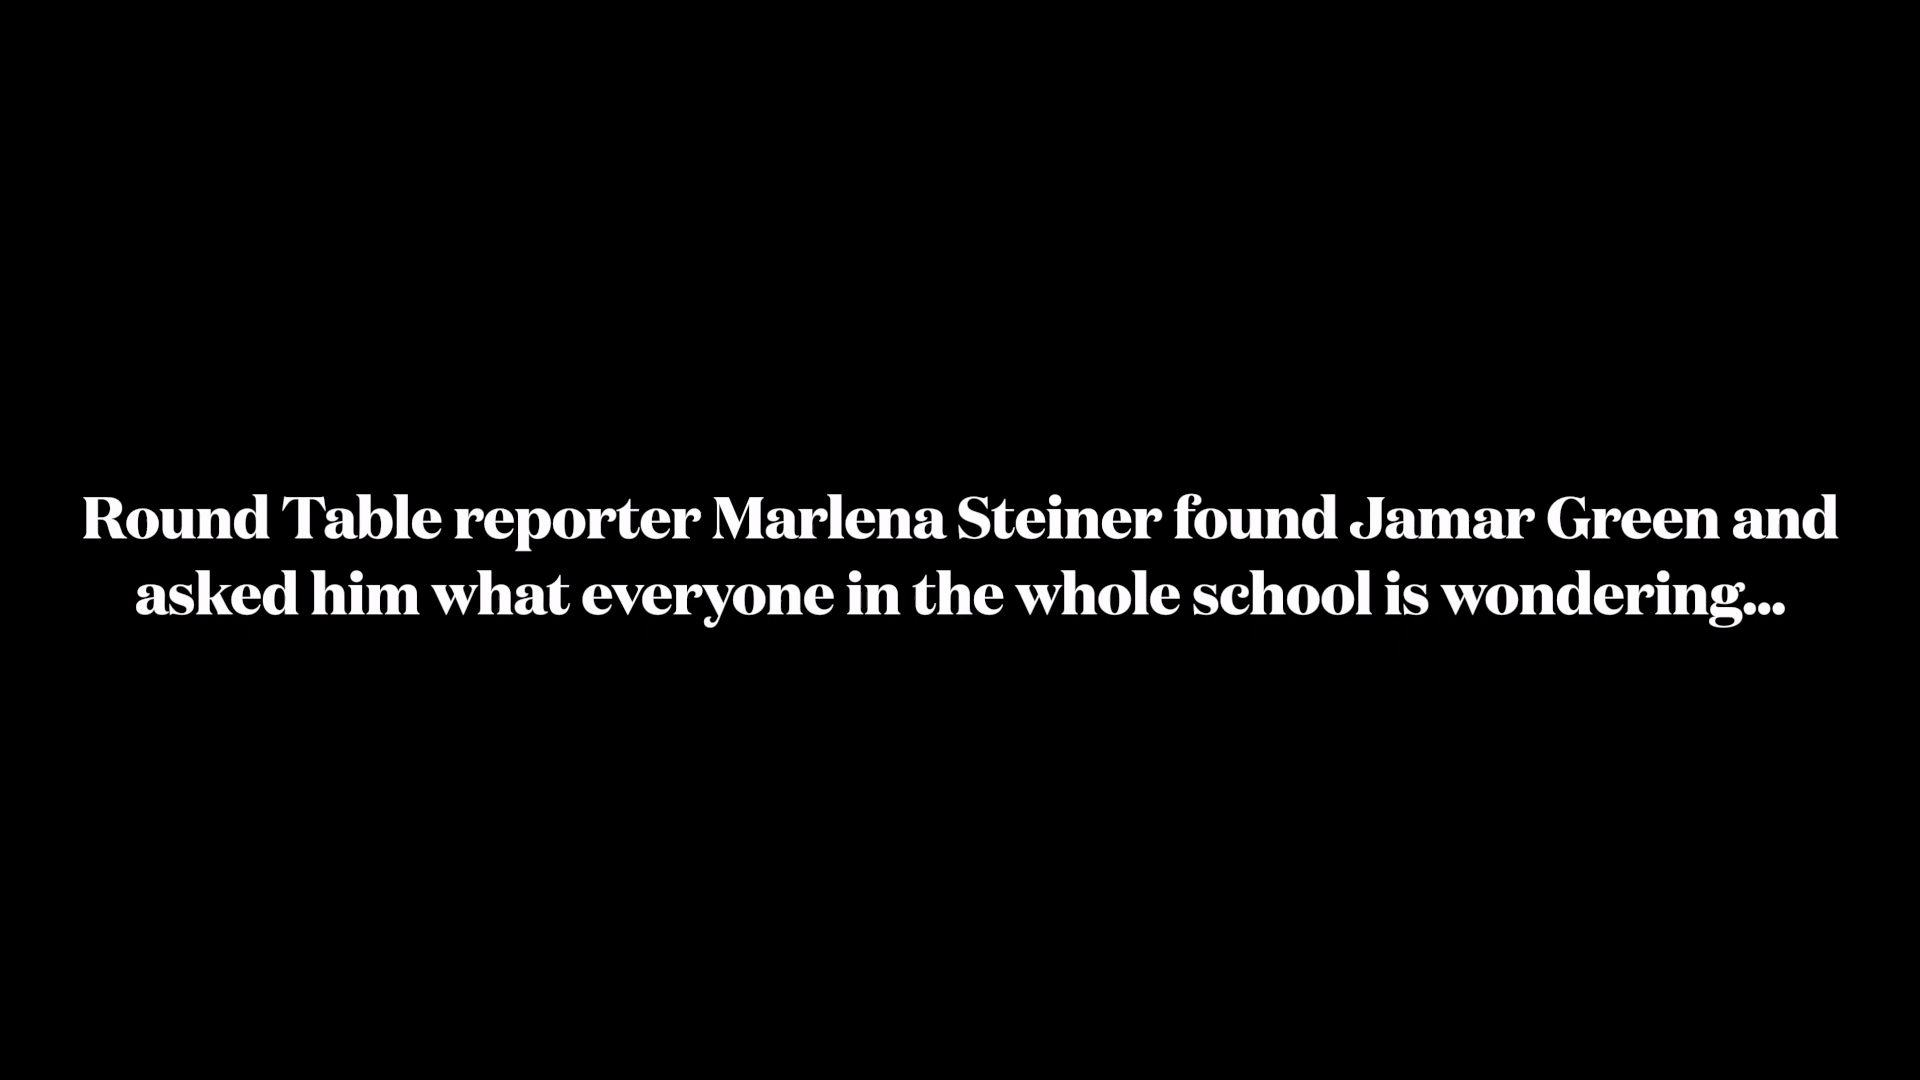 Round Table reporter Marlena Steiner found Jamar Green and
asked him what everyone in the whole school is wondering...